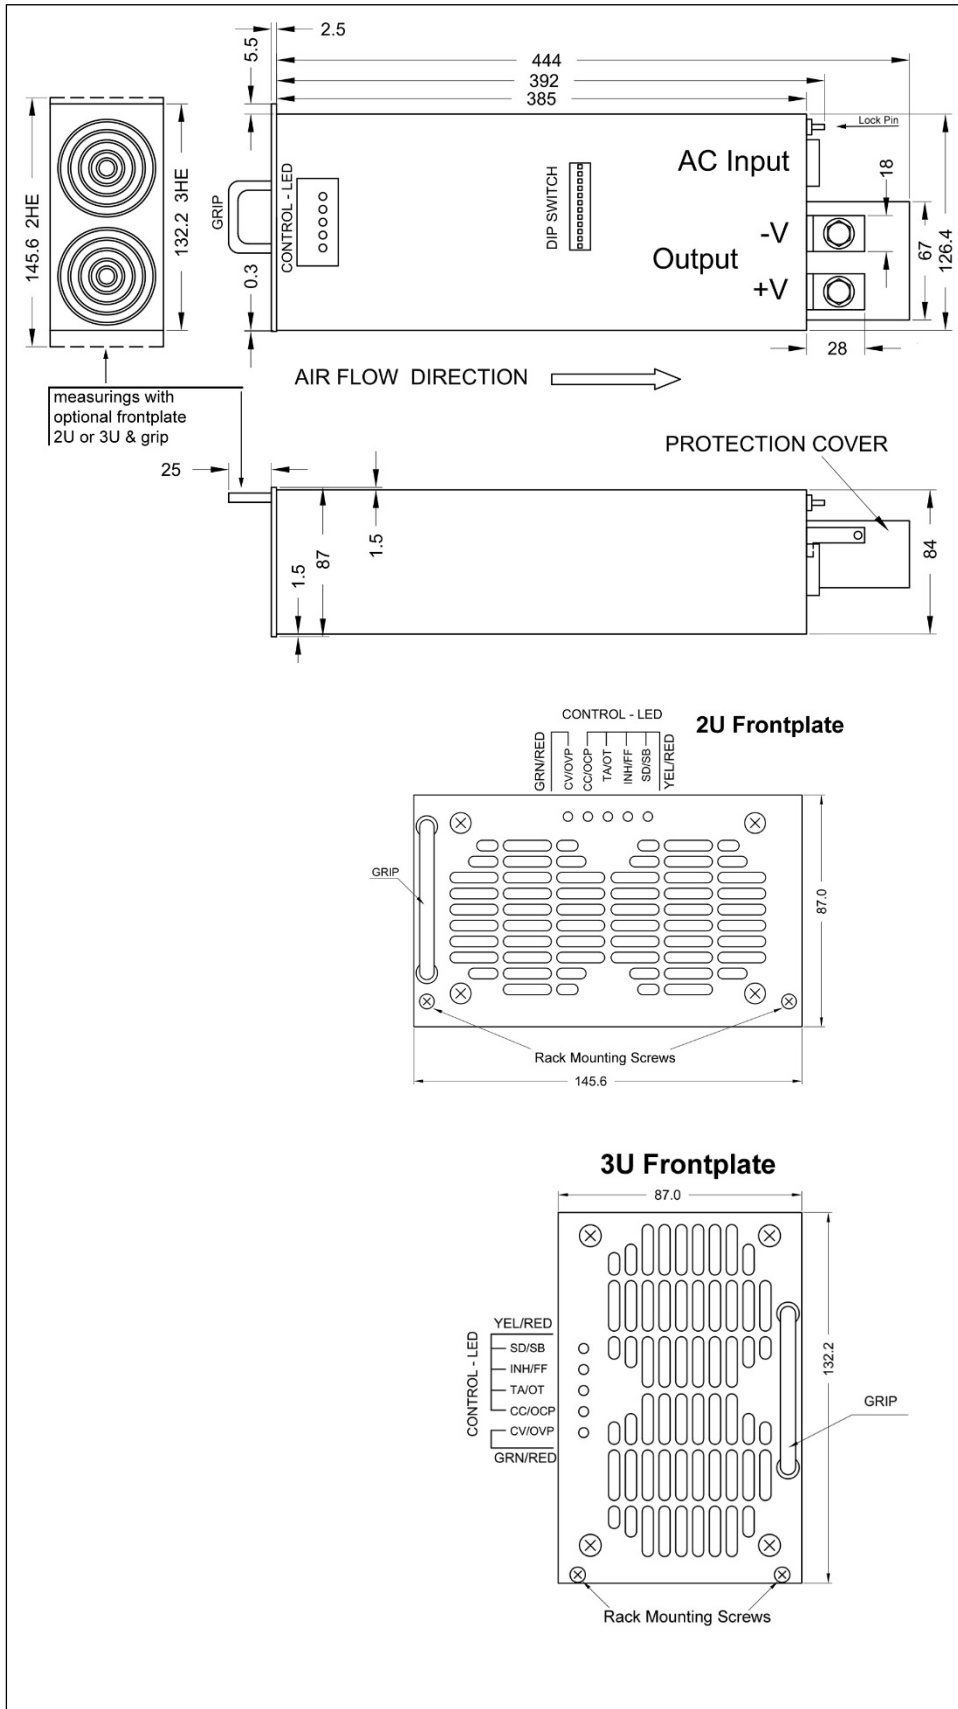 2.5
5.5
444
392
385
Lock Pin
AC Input
18
145.6 2HE
132.2 3HE
GRIP
CONTROL - LED
DIP SWITCH
-V
Output
+V
67
126.4
0.3
28
AIR FLOW DIRECTION
measurings with
optional frontplate
2U or 3U & grip
PROTECTION COVER
25
1.5
87
1.5
84
CONTROL - LED
2U Frontplate
GRN/RED
CV/OVP
CC/OCP
TA/OT
INH/FF
SD/SB
YEL/RED
GRIP
87.0
Rack Mounting Screws
145.6
3U Frontplate
87.0
YEL/RED
CONTROL - LED
SD/SB
INH/FF
TA/OT
CC/OCP
CV/OVP
GRN/RED
132.2
GRIP
Rack Mounting Screws